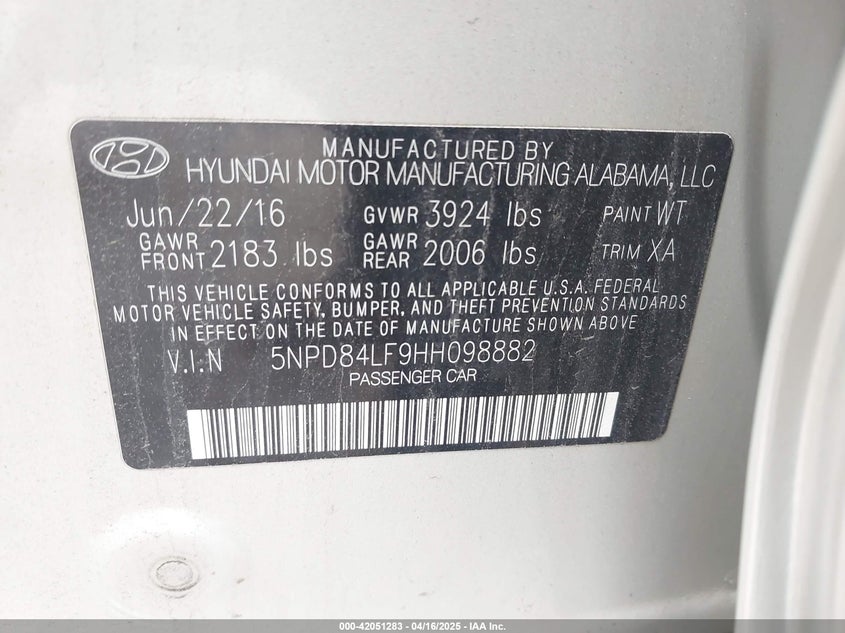 MANUFACTURED BY
HYUNDAI MOTOR MANUFACTURING ALABAMA, LLC
Jun/22/16 GVWR 3924 lbs PAINT WT
GAWR FRONT 2183 lbs GAWR REAR 2006 lbs TRIM XA
THIS VEHICLE CONFORMS TO ALL APPLICABLE U.S.A. FEDERAL
MOTOR VEHICLE SAFETY, BUMPER, AND THEFT PREVENTION STANDARDS
IN EFFECT ON THE DATE OF MANUFACTURE SHOWN ABOVE
V.I.N 5NPD84LF9HH098882
PASSENGER CAR
000-42051283 - 04/16/2025 - IAA Inc.